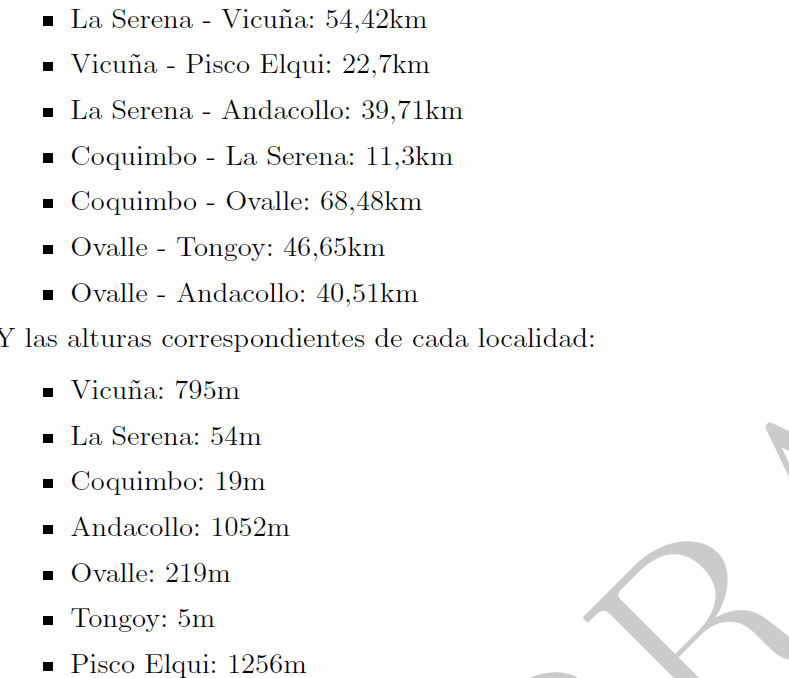 ▪ La Serena - Vicuña: 54,42km
▪ Vicuña - Pisco Elqui: 22,7km
▪ La Serena - Andacollo: 39,71km
▪ Coquimbo - La Serena: 11,3km
▪ Coquimbo - Ovalle: 68,48km
▪ Ovalle - Tongoy: 46,65km
▪ Ovalle - Andacollo: 40,51km
Y las alturas correspondientes de cada localidad:
▪ Vicuña: 795m
▪ La Serena: 54m
▪ Coquimbo: 19m
▪ Andacollo: 1052m
▪ Ovalle: 219m
▪ Tongoy: 5m
▪ Pisco Elqui: 1256m
R